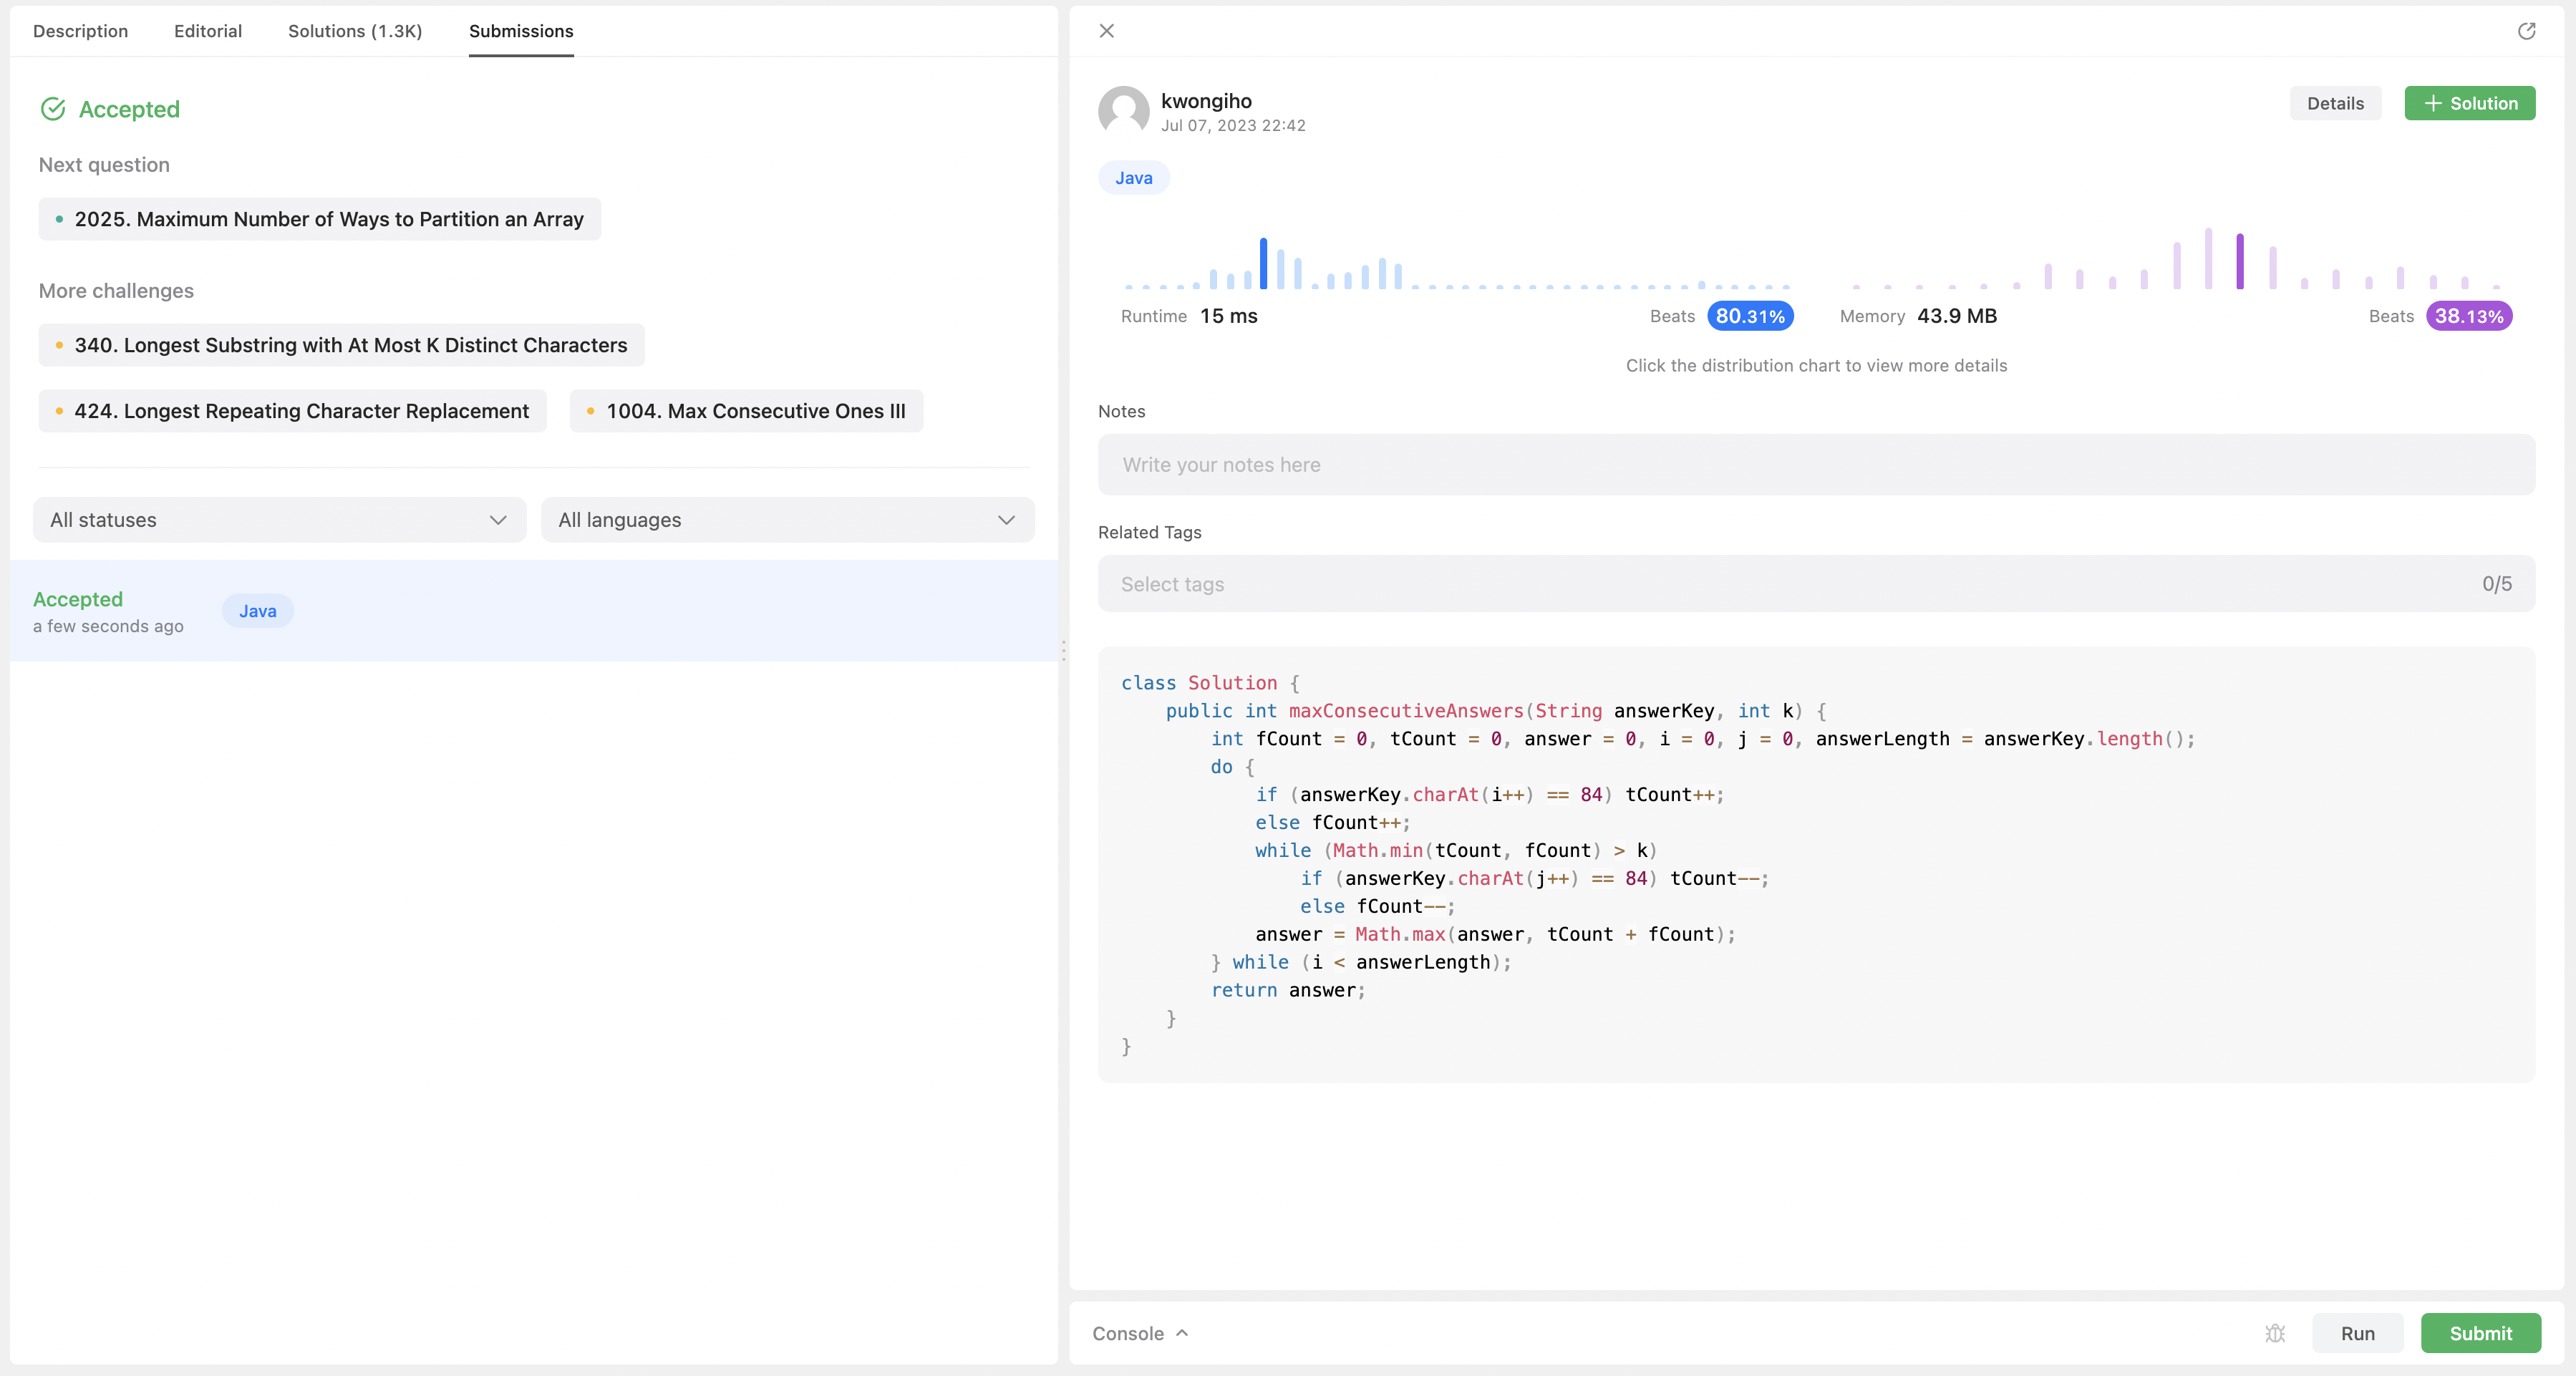 Description Editorial Solutions (1.3K) Submissions
Accepted
Next question
2025. Maximum Number of Ways to Partition an Array
More challenges
340. Longest Substring with At Most K Distinct Characters
424. Longest Repeating Character Replacement 1004. Max Consecutive Ones III
All statuses All languages
Accepted
a few seconds ago
Java
kwongiho
Jul 07, 2023 22:42
Details + Solution
Java
Runtime 15 ms Beats 80.31% Memory 43.9 MB Beats 38.13%
Click the distribution chart to view more details
Notes
Write your notes here
Related Tags
Select tags 0/5
class Solution {
    public int maxConsecutiveAnswers(String answerKey, int k) {
        int fCount = 0, tCount = 0, answer = 0, i = 0, j = 0, answerLength = answerKey.length();
        do {
            if (answerKey.charAt(i++) == 84) tCount++;
            else fCount++;
            while (Math.min(tCount, fCount) > k)
                if (answerKey.charAt(j++) == 84) tCount--;
                else fCount--;
            answer = Math.max(answer, tCount + fCount);
        } while (i < answerLength);
        return answer;
    }
}
Console Run Submit